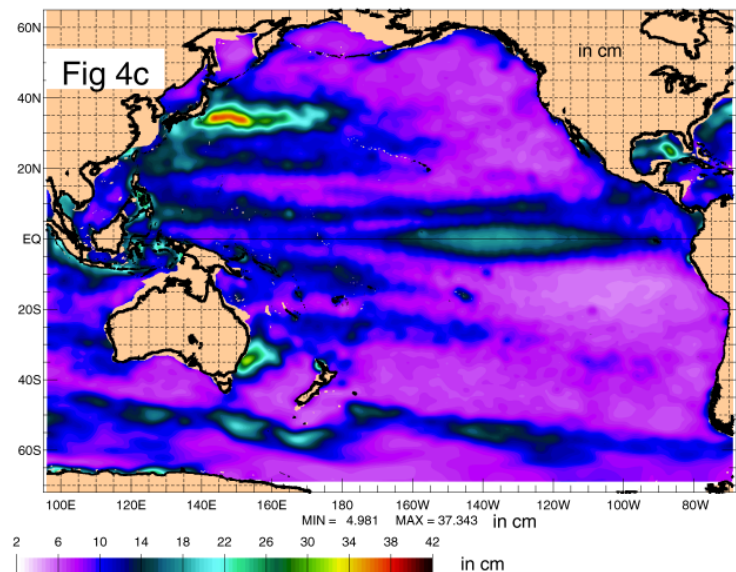 60N
Fig 4c
in cm
40N
20N
EQ
20S
40S
60S
100E 120E 140E 160E 180 160W 140W 120W 100W 80W
MIN = 4.981 MAX = 37.343 in cm
2 6 10 14 18 22 26 30 34 38 42
in cm